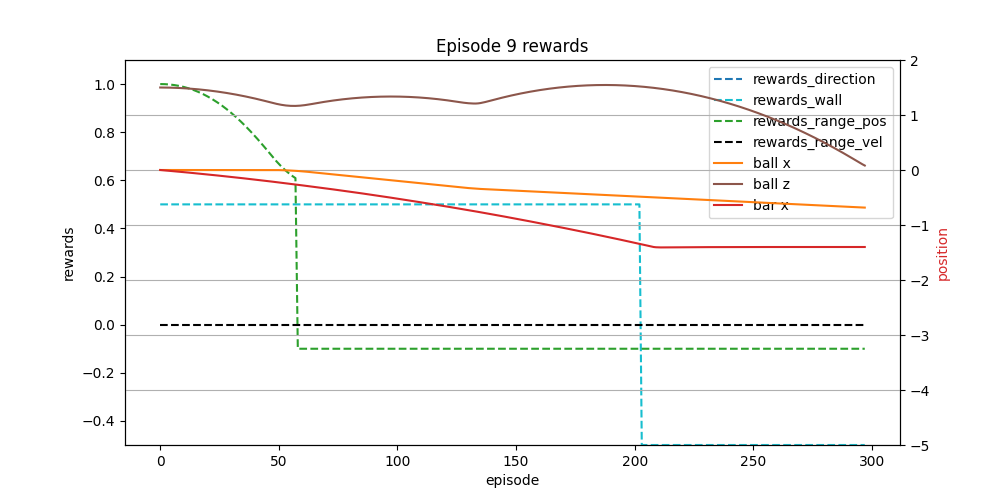 Episode 9 rewards
1.0
0.8
0.6
0.4
0.2
0.0
−0.2
−0.4
rewards
0
50
100
150
200
250
300
episode
2
1
0
−1
−2
−3
−4
−5
position
rewards_direction
rewards_wall
rewards_range_pos
rewards_range_vel
ball x
ball z
bar x